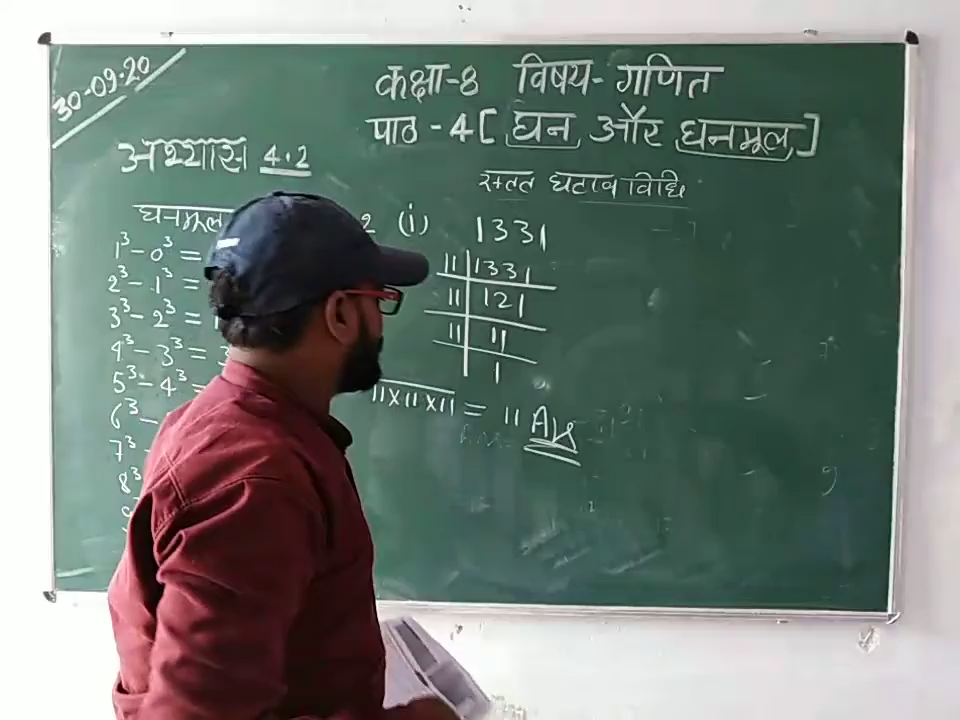 30-09-20
कक्षा-8 विषय-गणित
पाठ-4 [घन और घनमूल]
अभ्यास 4.2
सतत घटाव विधि
घनमूल
1³-0³=
2³-1³=
3³-2³=
4³-3³=
5³-4³=
6³-
7³-
8³
2 (i) 1331
11 | 1331
11 | 121
11 | 11
1
11×11×11 = 11 Ans